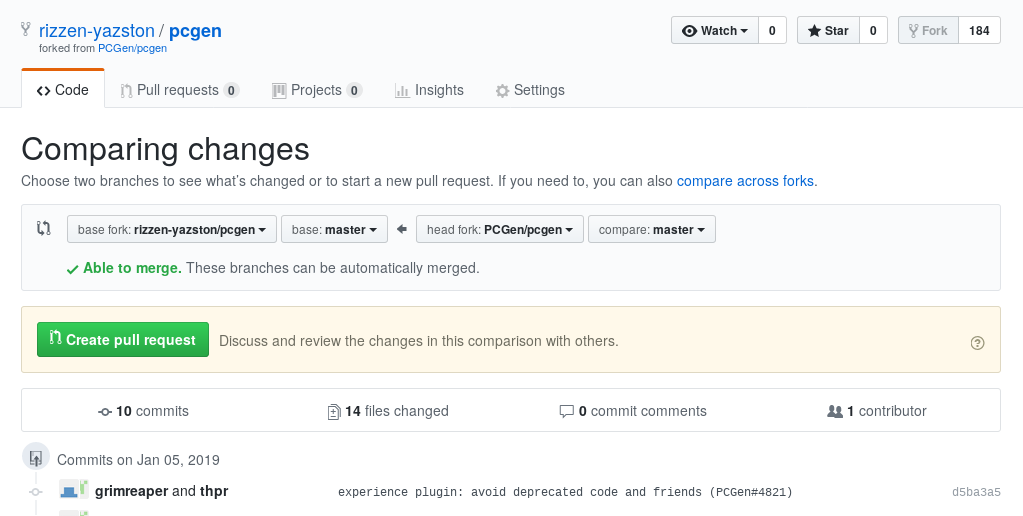 rizzen-yazston / pcgen
forked from PCGen/pcgen
Watch 0 Star 0 Fork 184
Code Pull requests 0 Projects 0 Insights Settings
Comparing changes
Choose two branches to see what's changed or to start a new pull request. If you need to, you can also compare across forks.
base fork: rizzen-yazston/pcgen base: master head fork: PCGen/pcgen compare: master
Able to merge. These branches can be automatically merged.
Create pull request Discuss and review the changes in this comparison with others.
10 commits 14 files changed 0 commit comments 1 contributor
Commits on Jan 05, 2019
grimreaper and thpr experience plugin: avoid deprecated code and friends (PCGen#4821) d5ba3a5